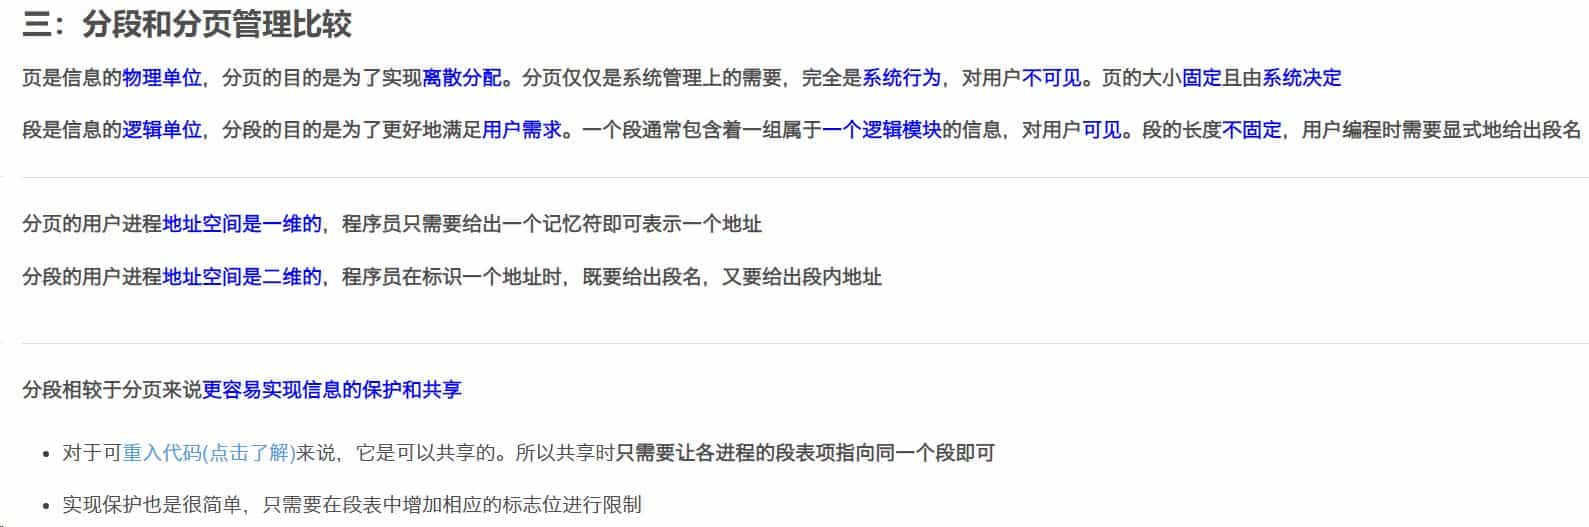 三：分段和分页管理比较
页是信息的物理单位，分页的目的是为了实现离散分配。分页仅仅是系统管理上的需要，完全是系统行为，对用户不可见。页的大小固定且由系统决定
段是信息的逻辑单位，分段的目的是为了更好地满足用户需求。一个段通常包含着一组属于一个逻辑模块的信息，对用户可见。段的长度不固定，用户编程时需要显式地给出段名
分页的用户进程地址空间是一维的，程序员只需要给出一个记忆符即可表示一个地址
分段的用户进程地址空间是二维的，程序员在标识一个地址时，既要给出段名，又要给出段内地址
分段相较于分页来说更容易实现信息的保护和共享
• 对于可重入代码(点击了解)来说，它是可以共享的。所以共享时只需要让各进程的段表项指向同一个段即可
• 实现保护也是很简单，只需要在段表中增加相应的标志位进行限制